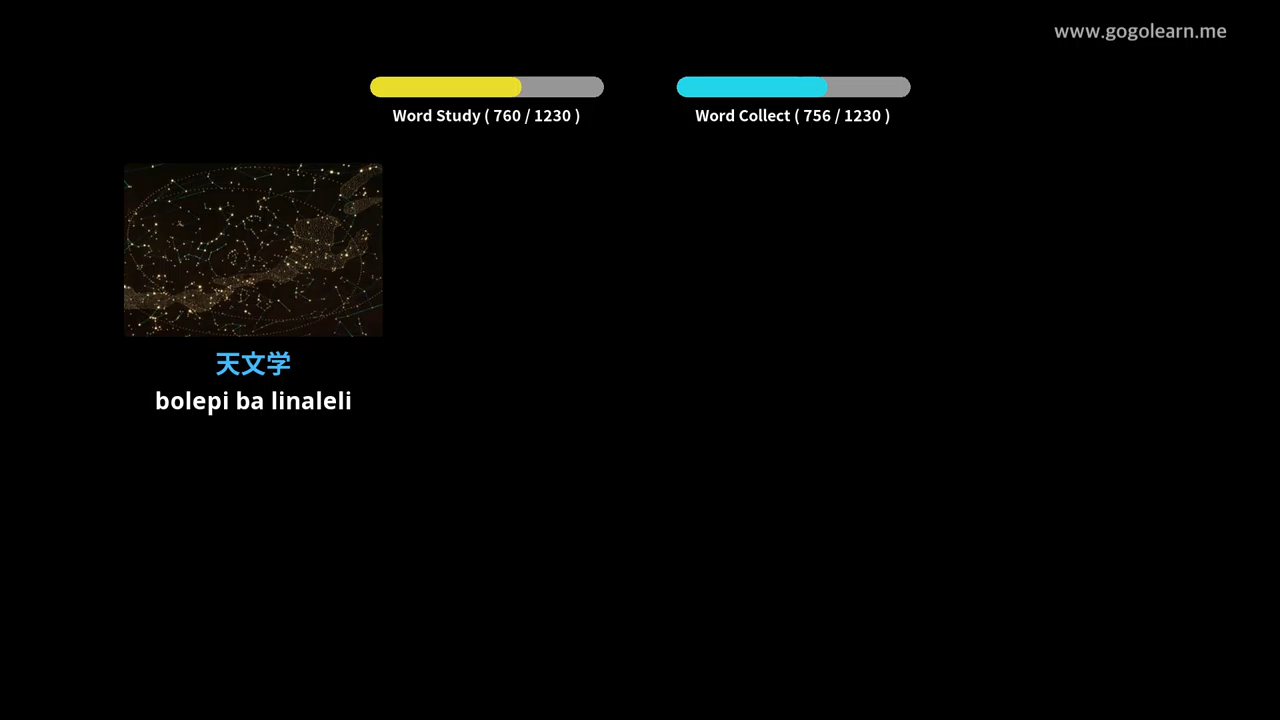 www.gogolearn.me
Word Study ( 760 / 1230 )
Word Collect ( 756 / 1230 )
天文学
bolepi ba linaleli